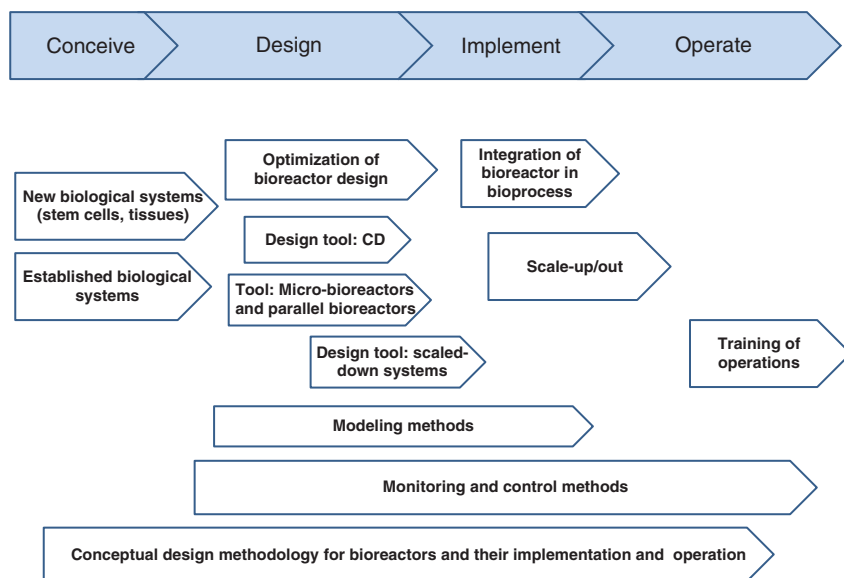 Conceive
Design
Implement
Operate
Optimization of
bioreactor design
Integration of
bioreactor in
bioprocess
New biological systems
(stem cells, tissues)
Design tool: CD
Established biological
systems
Scale-up/out
Tool: Micro-bioreactors
and parallel bioreactors
Training of
operations
Design tool: scaled-
down systems
Modeling methods
Monitoring and control methods
Conceptual design methodology for bioreactors and their implementation and operation